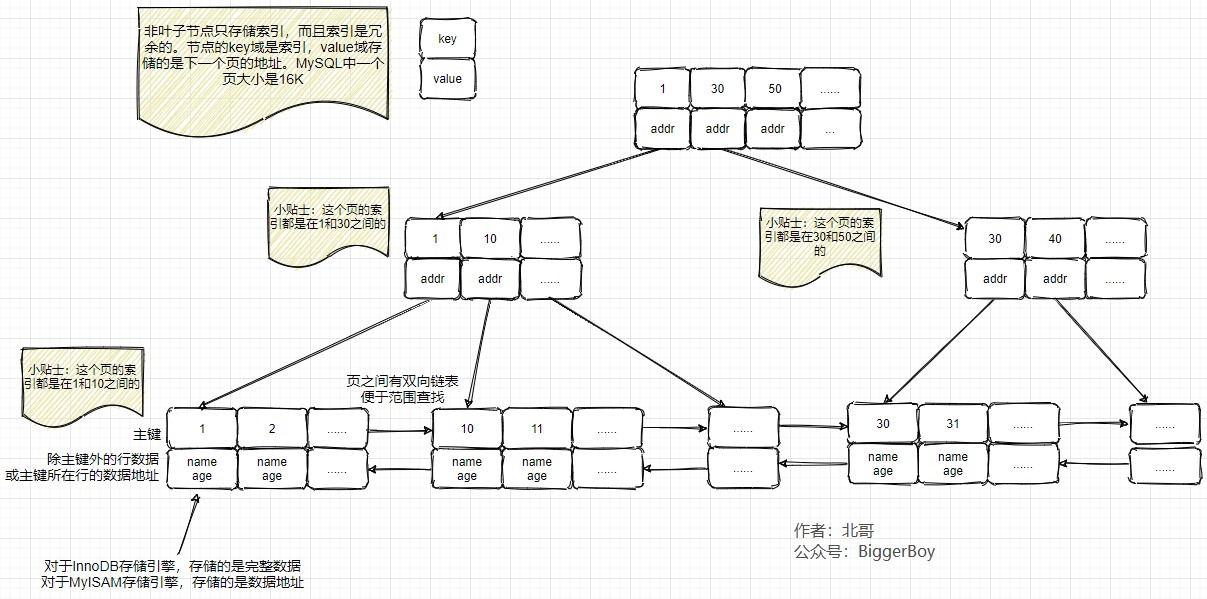 非叶子节点只存储索引，而且索引是冗
余的。节点的key域是索引，value域存
储的是下一个页的地址。MySQL中一个
页大小是16K
key
value
1 30 50 ......
addr addr addr ...
小贴士：这个页的索
引都是在1和30之间的
1 10 ......
addr addr ......
小贴士：这个页的索
引都是在30和50之间
的
30 40 ......
addr addr ......
小贴士：这个页的索
引都是在1和10之间的
页之间有双向链表
便于范围查找
主键
1 2 ......
10 11 ......
......
30 31 ......
......
除主键外的行数据
或主键所在行的数据地址
name name ......
age age
name name ......
age age
......
name name ......
age age
......
对于InnoDB存储引擎，存储的是完整数据
对于MyISAM存储引擎，存储的是数据地址
作者：北哥
公众号：BiggerBoy